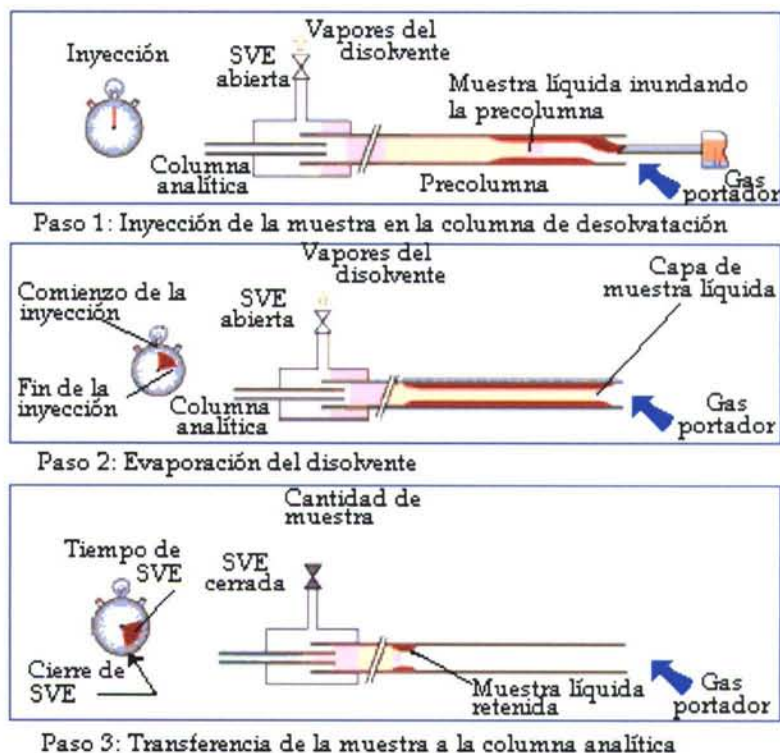 Inyección
Vapores del
disolvente
SVE
abierta
Muestra líquida inundando
la precolumna
Columna
analítica
Precolumna
Gas
portador
Paso 1: Inyección de la muestra en la columna de desolvatación
Vapores del
disolvente
Comienzo de la
inyección
SVE
abierta
Capa de
muestra líquida
Fin de la
inyección
Columna
analítica
Gas
portador
Paso 2: Evaporación del disolvente
Cantidad de
muestra
Tiempo de
SVE
SVE
cerrada
Cierre de
SVE
Muestra líquida
retenida
Gas
portador
Paso 3: Transferencia de la muestra a la columna analítica